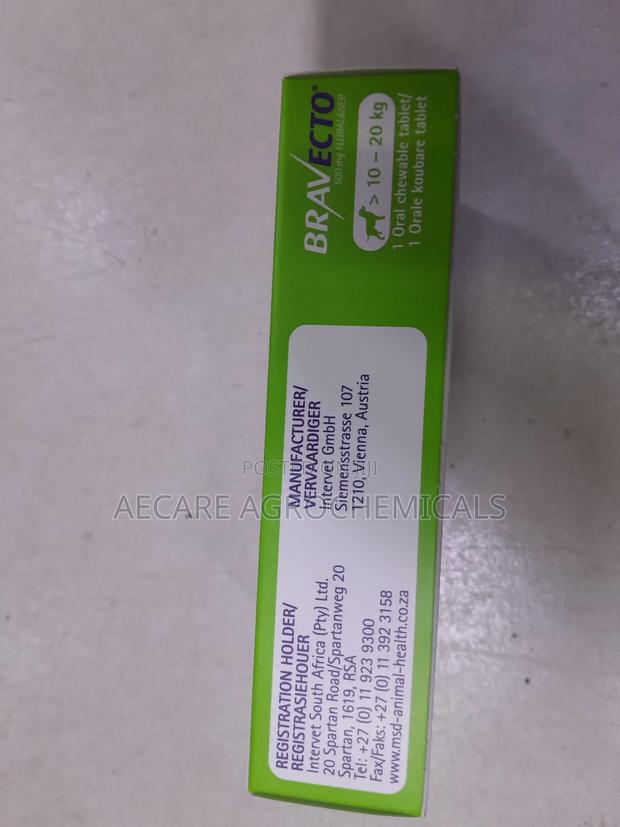 BRAVECTO®
500 mg FLURALANER
> 10 – 20 kg
1 Oral chewable tablet/
1 Orale koubare tablet
MANUFACTURER/
VERVAARDIGER
Intervet GmbH
Siemensstrasse 107
1210, Vienna, Austria
REGISTRATION HOLDER/
REGISTRASIEHOUER
Intervet South Africa (Pty) Ltd.
20 Spartan Road/Spartanweg 20
Spartan, 1619, RSA
Tel: +27 (0) 11 923 9300
Fax/Faks: +27 (0) 11 392 3158
www.msd-animal-health.co.za
AECARE AGROCHEMICALS